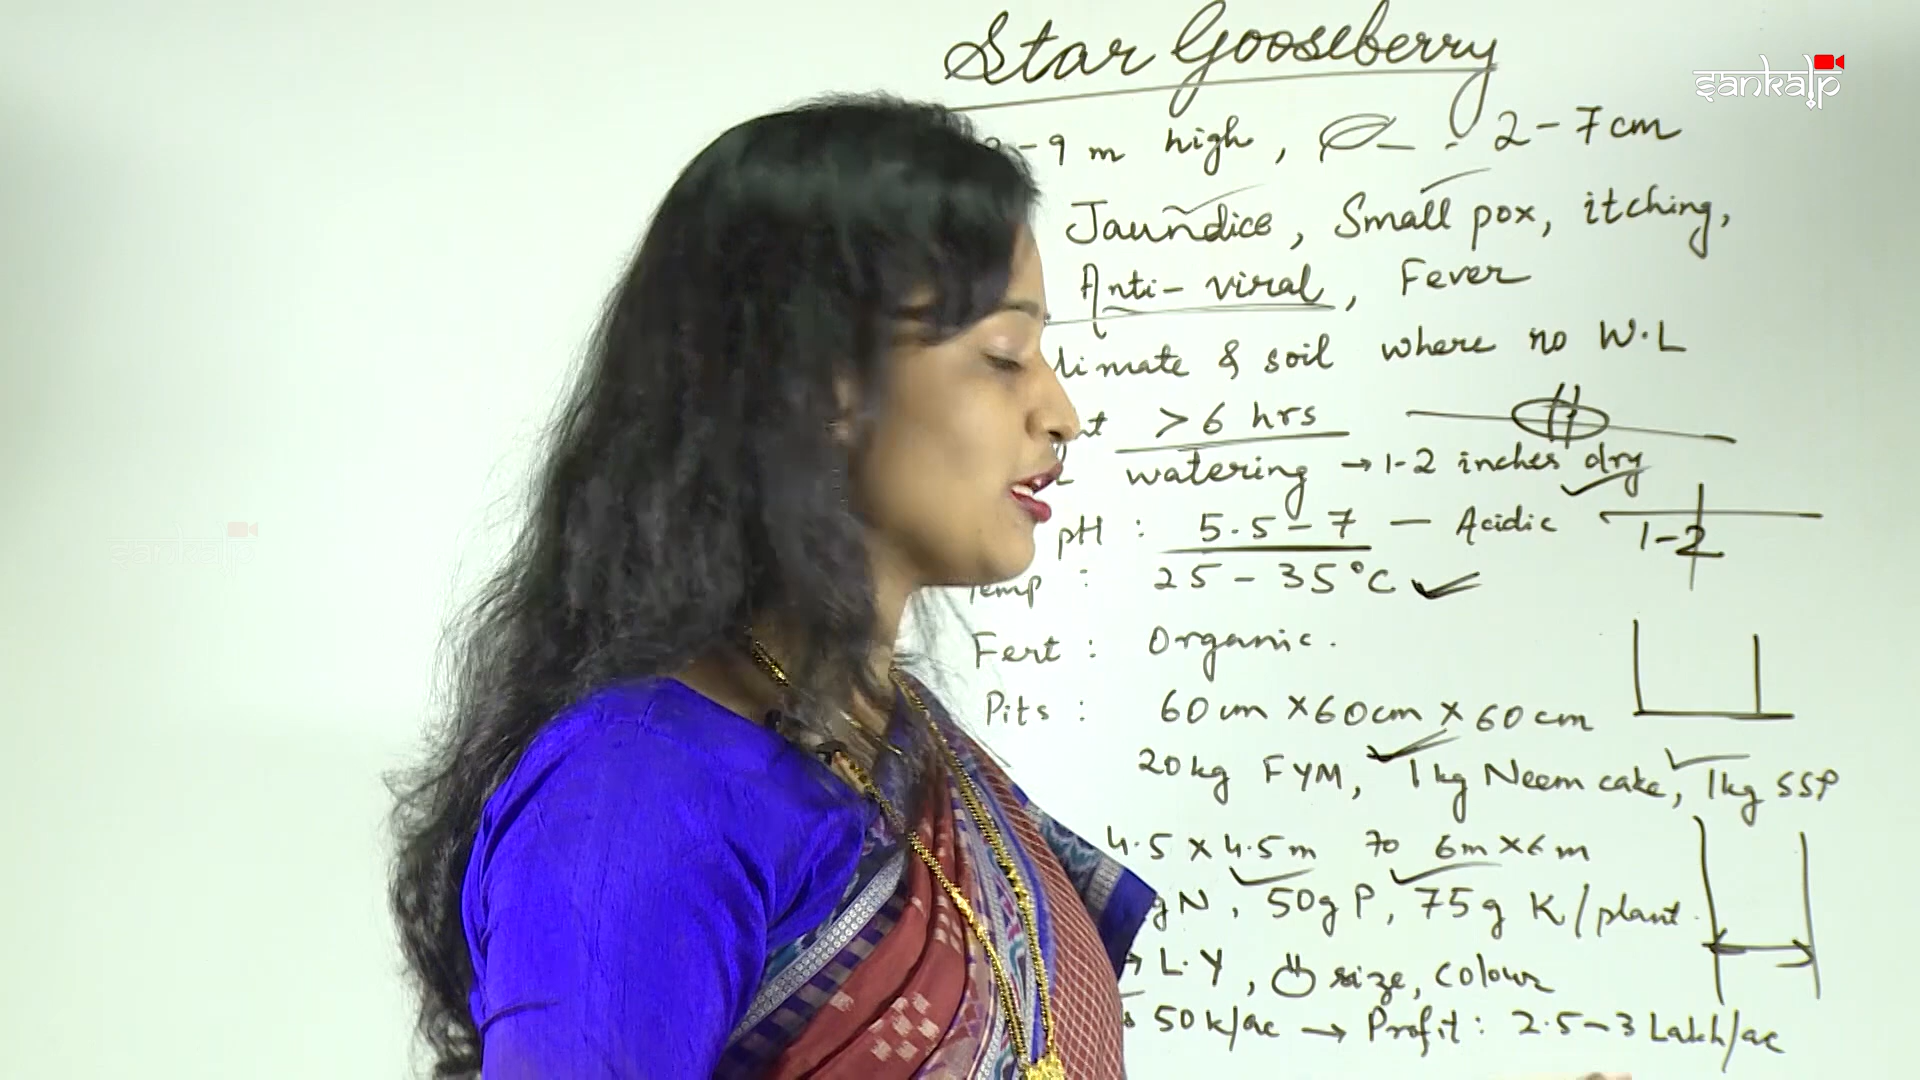 Star Gooseberry
sankalp
- 9 m high, - 2 - 7 cm
Jaundice, Small pox, itching,
Anti-viral, Fever
limate & soil where no W.L
> 6 hrs
watering → 1-2 inches dry
pH : 5.5 - 7 — Acidic
1-2
Temp : 25 - 35°C
Fert : Organic.
Pits : 60 cm x 60 cm x 60 cm
20 kg FYM, 1 kg Neem cake, 1 kg SSP
4.5 x 4.5 m to 6m x 6 m
g N, 50 g P, 75 g K/plant.
→ L.Y, size, colour
50 k/ac → Profit : 2.5 - 3 Lakh/ac
sankalp